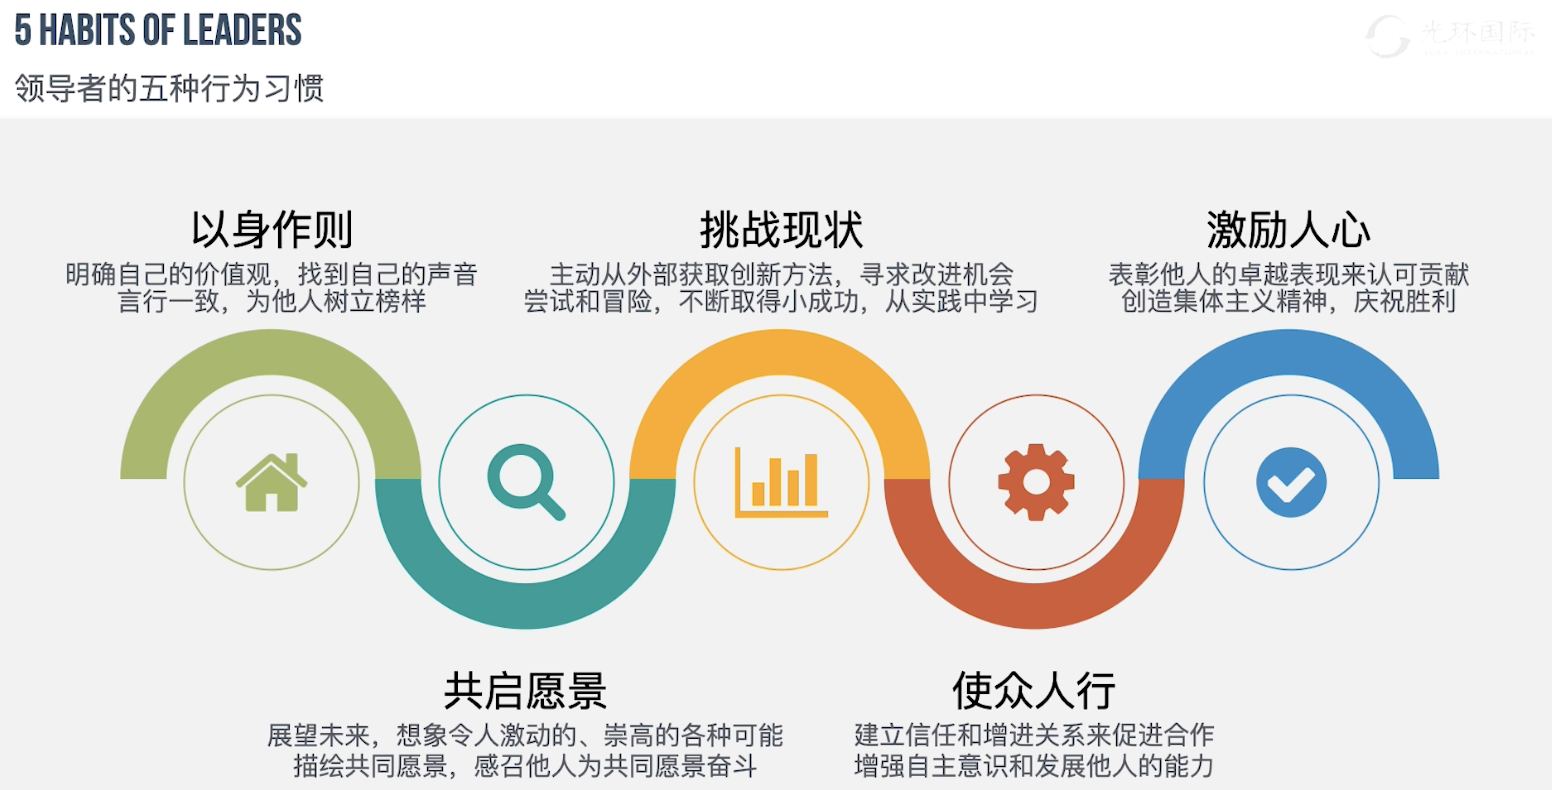 5 HABITS OF LEADERS
光环国际
领导者的五种行为习惯
以身作则
明确自己的价值观，找到自己的声音
言行一致，为他人树立榜样
挑战现状
主动从外部获取创新方法，寻求改进机会
尝试和冒险，不断取得小成功，从实践中学习
激励人心
表彰他人的卓越表现来认可贡献
创造集体主义精神，庆祝胜利
共启愿景
展望未来，想象令人激动的、崇高的各种可能
描绘共同愿景，感召他人为共同愿景奋斗
使众人行
建立信任和增进关系来促进合作
增强自主意识和发展他人的能力